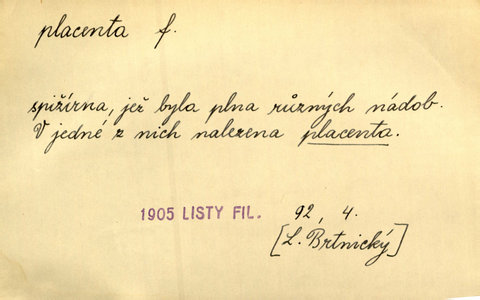 placenta f.
spižírna, jež byla plna různých nádob.
V jedné z nich nalezena placenta.
1905 LISTY FIL. 92, 4.
[L. Brtnický]